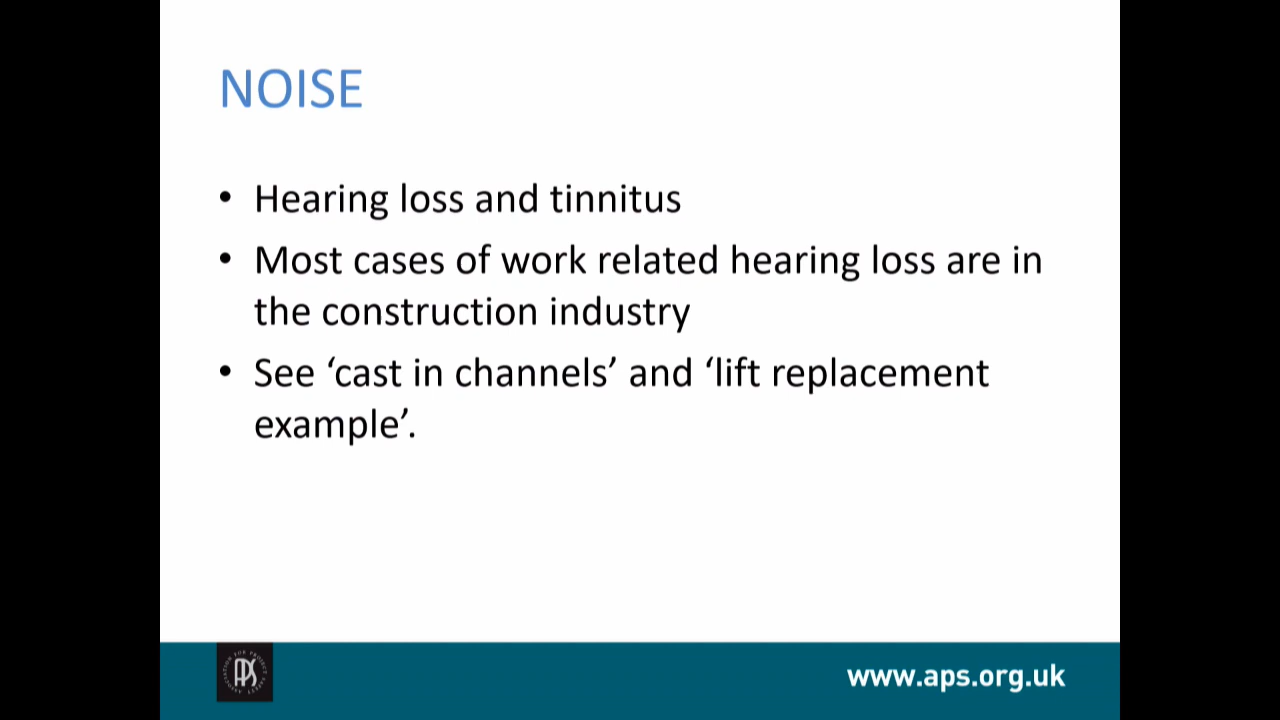 NOISE
• Hearing loss and tinnitus
• Most cases of work related hearing loss are in
the construction industry
• See ‘cast in channels’ and ‘lift replacement
example’.
APS
www.aps.org.uk